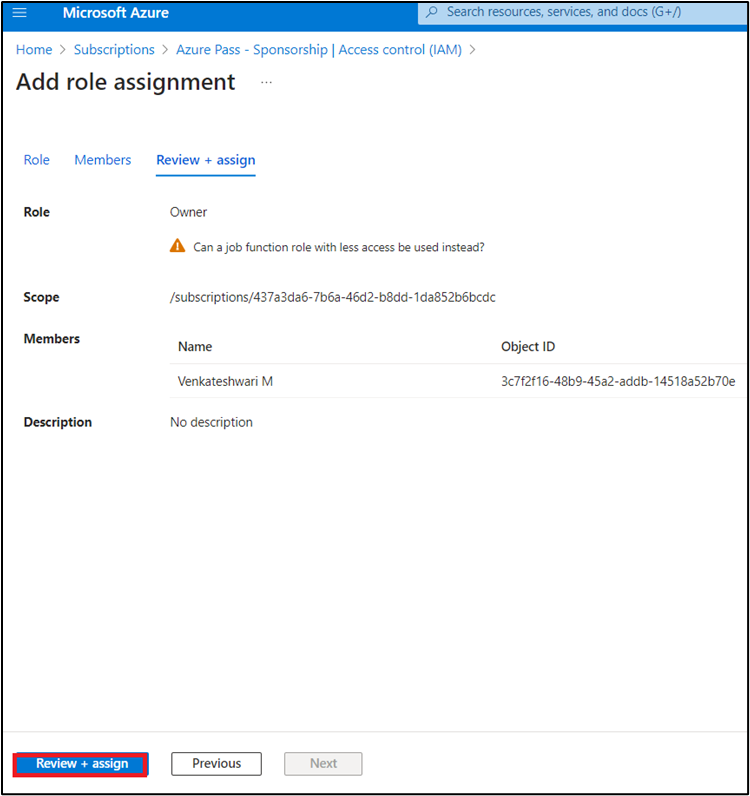 Microsoft Azure
Search resources, services, and docs (G+/)
Home > Subscriptions > Azure Pass - Sponsorship | Access control (IAM) >
Add role assignment ...
Role Members Review + assign
Role Owner
Can a job function role with less access be used instead?
Scope /subscriptions/437a3da6-7b6a-46d2-b8dd-1da852b6bcdc
Members
Name Object ID
Venkateshwari M 3c7f2f16-48b9-45a2-addb-14518a52b70e
Description No description
Review + assign Previous Next